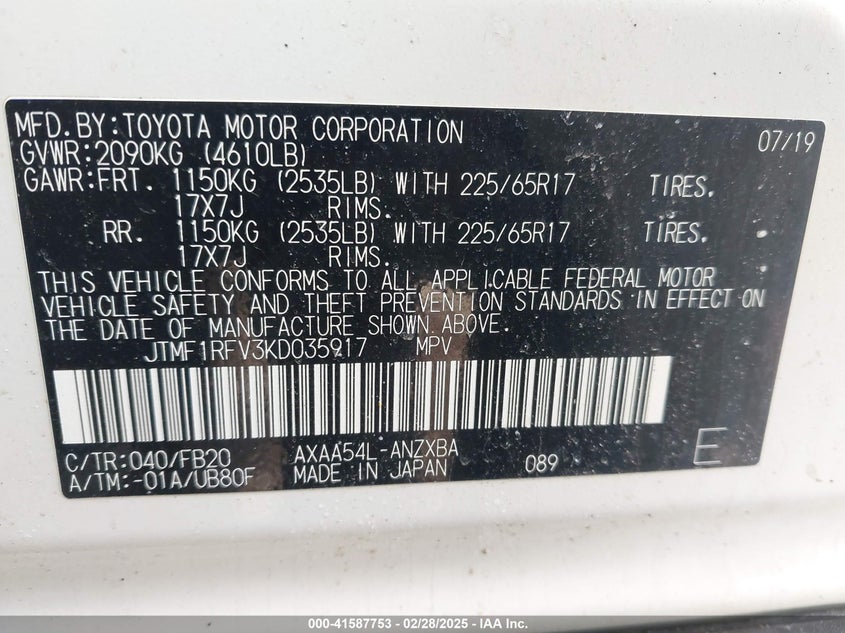 MFD.BY:TOYOTA MOTOR CORPORATION 07/19
GVWR:2090KG (4610LB)
GAWR:FRT. 1150KG (2535LB) WITH 225/65R17 TIRES.
17X7J RIMS.
RR. 1150KG (2535LB) WITH 225/65R17 TIRES.
17X7J RIMS.
THIS VEHICLE CONFORMS TO ALL APPLICABLE FEDERAL MOTOR
VEHICLE SAFETY AND THEFT PREVENTION STANDARDS IN EFFECT ON
THE DATE OF MANUFACTURE SHOWN ABOVE.
JTMF1RFV3KD035917 MPV
C/TR:040/FB20 AXAA54L-ANZXBA
A/TM:-01A/UB80F MADE IN JAPAN 089 E
000-41587753 - 02/28/2025 - IAA Inc.